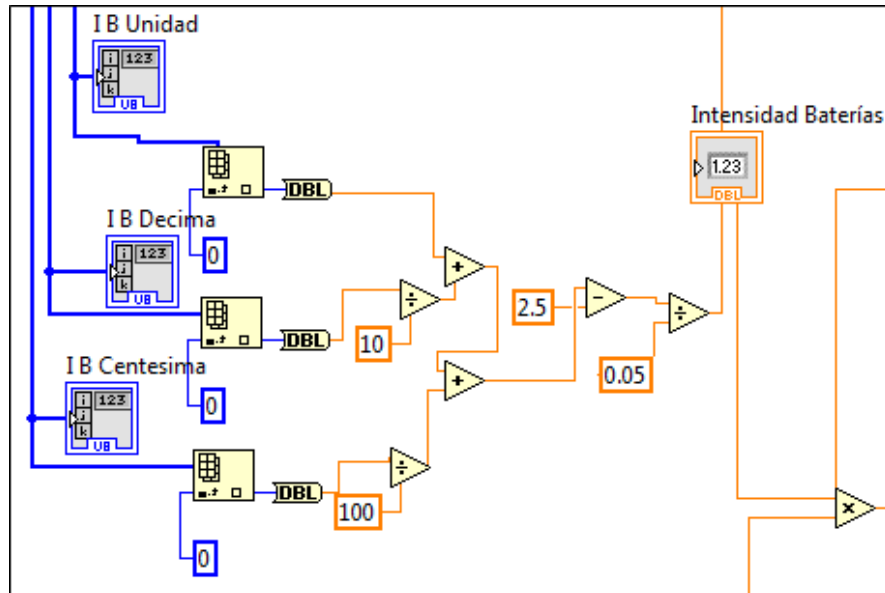 I B Unidad
i
j
k
123
U8
DBL
0
Intensidad Baterías
1.23
DBL
I B Decima
i
j
k
123
U8
+
÷
2.5
−
÷
DBL
10
0
+
0.05
I B Centesima
i
j
k
123
U8
÷
DBL
100
×
0